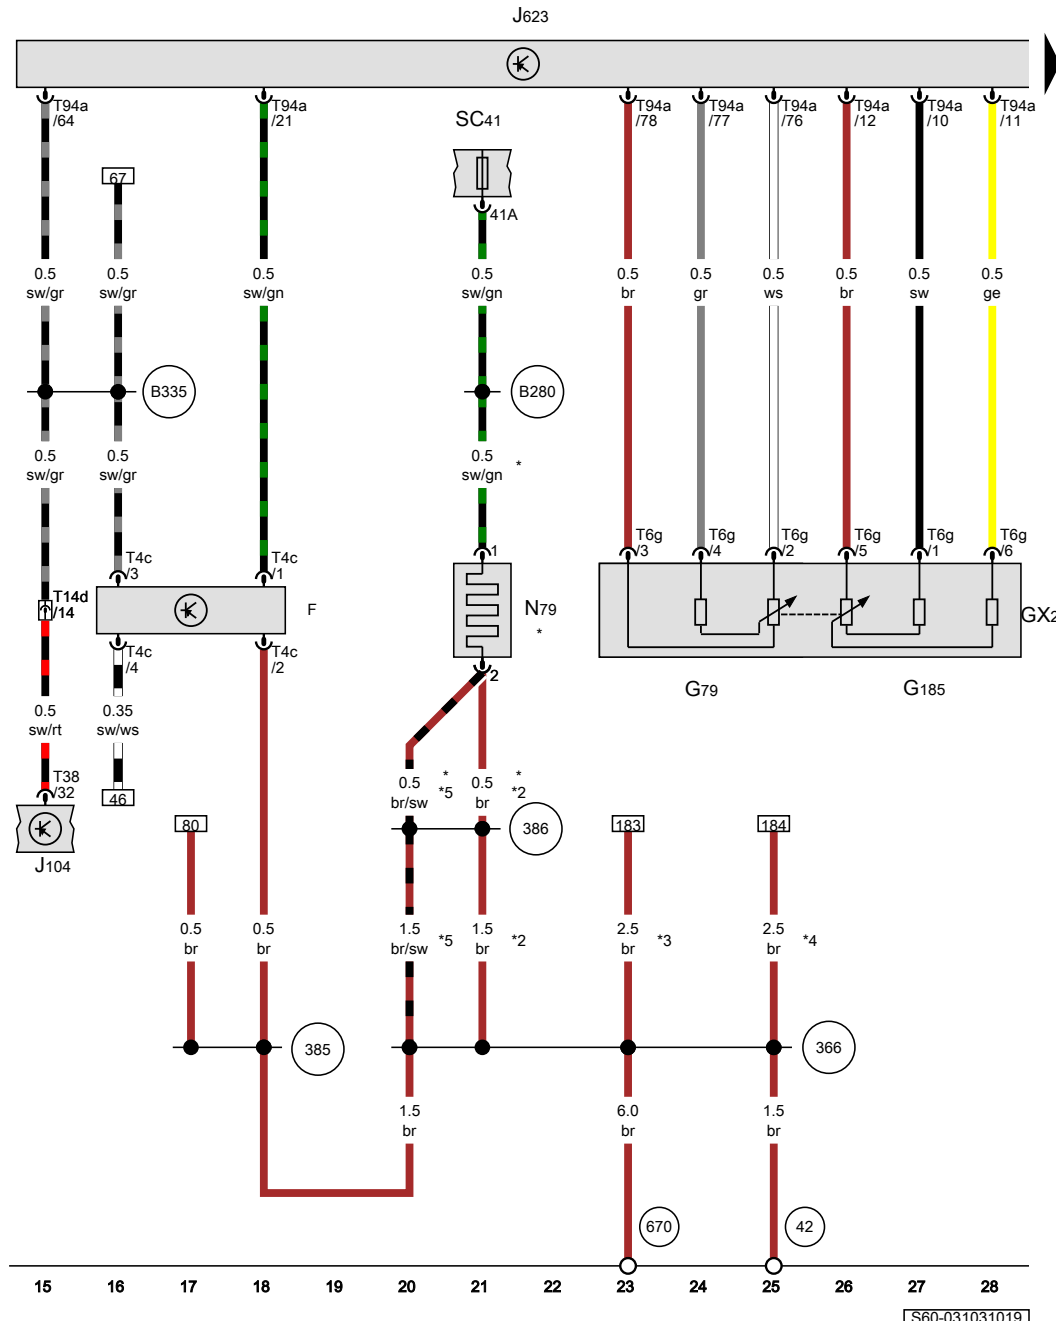 J623
T94a
/64
T94a
/21
SC41
T94a
/78
T94a
/77
T94a
/76
T94a
/12
T94a
/10
T94a
/11
67
41A
0.5
sw/gr
0.5
sw/gr
0.5
sw/gn
0.5
sw/gn
0.5
br
0.5
gr
0.5
ws
0.5
br
0.5
sw
0.5
ge
B335
B280
0.5
sw/gr
0.5
sw/gr
0.5
sw/gn *
T4c
/3
T4c
/1
1
T6g
/3
T6g
/4
T6g
/2
T6g
/5
T6g
/1
T6g
/6
T14d
/14
F
N79
*
GX2
T4c
/4
T4c
/2
2
G79
G185
0.5
sw/rt
0.35
sw/ws
T38
/32
46
0.5 *
br/sw *5
0.5 *
br *2
J104
80
386
183
184
0.5
br
0.5
br
1.5
br/sw *5
1.5
br *2
2.5
br *3
2.5
br *4
385
366
1.5
br
6.0
br
1.5
br
670
42
15 16 17 18 19 20 21 22 23 24 25 26 27 28
S60-031031019